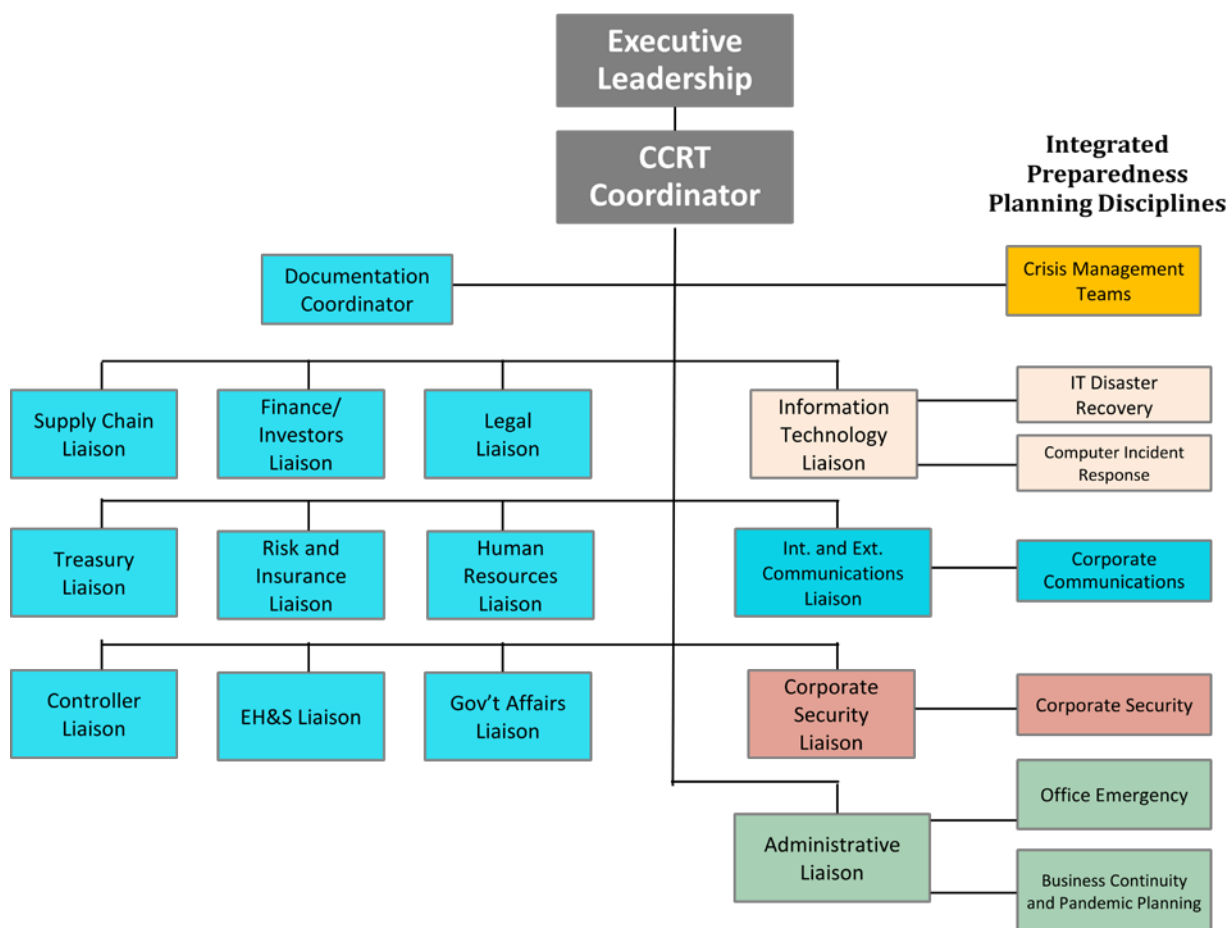 Executive
Leadership
CCRT
Coordinator
Integrated
Preparedness
Planning Disciplines
Documentation
Coordinator
Crisis Management
Teams
Supply Chain
Liaison
Finance/
Investors
Liaison
Legal
Liaison
Information
Technology
Liaison
IT Disaster
Recovery
Computer Incident
Response
Treasury
Liaison
Risk and
Insurance
Liaison
Human
Resources
Liaison
Int. and Ext.
Communications
Liaison
Corporate
Communications
Controller
Liaison
EH&S Liaison
Gov’t Affairs
Liaison
Corporate
Security
Liaison
Corporate Security
Administrative
Liaison
Office Emergency
Business Continuity
and Pandemic Planning